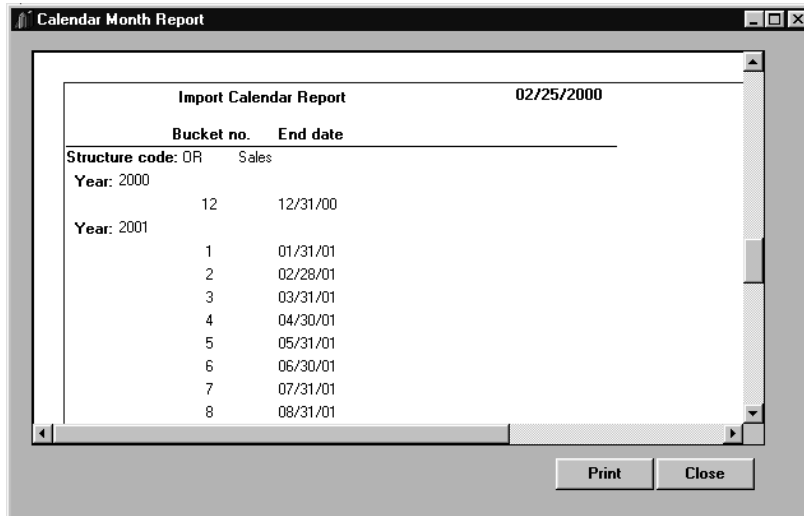 Calendar Month Report
Import Calendar Report 02/25/2000
Bucket no. End date
Structure code: OR Sales
Year: 2000
12 12/31/00
Year: 2001
1 01/31/01
2 02/28/01
3 03/31/01
4 04/30/01
5 05/31/01
6 06/30/01
7 07/31/01
8 08/31/01
Print Close